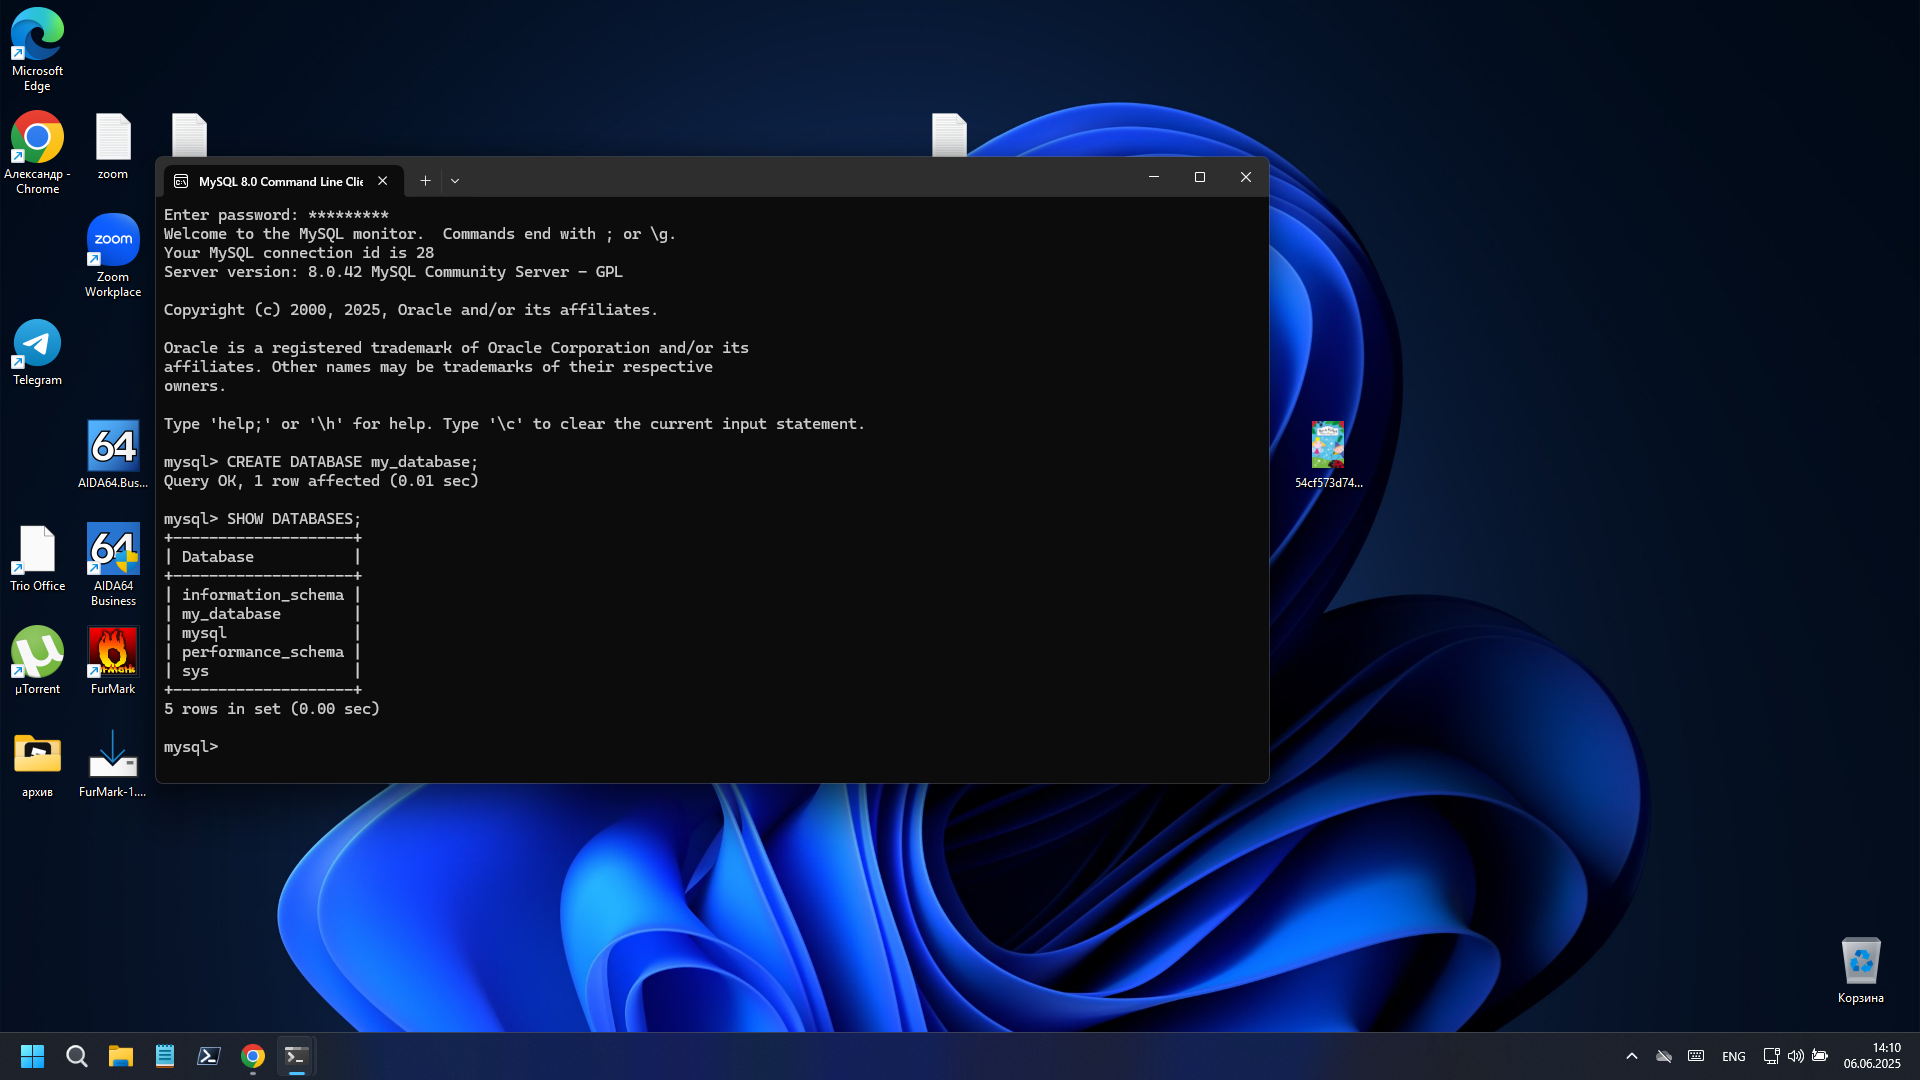 Microsoft
Edge
Александр -
Chrome
zoom
zoom
Zoom
Workplace
Telegram
64
AIDA64.Bus...
Trio Office
64
AIDA64
Business
µTorrent
FurMark
архив
FurMark-1....
MySQL 8.0 Command Line Clie
Enter password: *********
Welcome to the MySQL monitor.  Commands end with ; or \g.
Your MySQL connection id is 28
Server version: 8.0.42 MySQL Community Server - GPL
Copyright (c) 2000, 2025, Oracle and/or its affiliates.
Oracle is a registered trademark of Oracle Corporation and/or its
affiliates. Other names may be trademarks of their respective
owners.
Type 'help;' or '\h' for help. Type '\c' to clear the current input statement.
mysql> CREATE DATABASE my_database;
Query OK, 1 row affected (0.01 sec)
mysql> SHOW DATABASES;
+--------------------+
| Database           |
+--------------------+
| information_schema |
| my_database        |
| mysql              |
| performance_schema |
| sys                |
+--------------------+
5 rows in set (0.00 sec)
mysql>
54cf573d74...
Корзина
ENG
14:10
06.06.2025